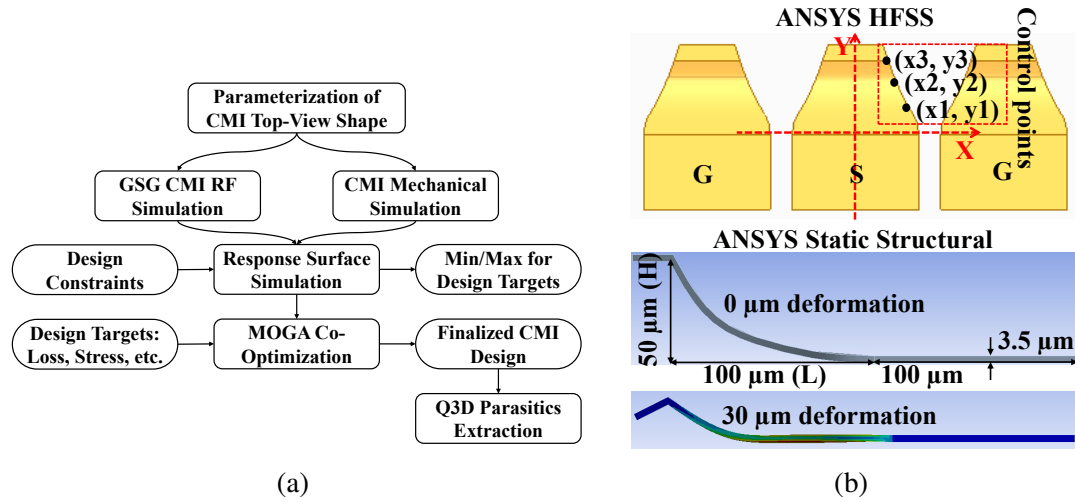 Parameterization of
CMI Top-View Shape
GSG CMI RF
Simulation
CMI Mechanical
Simulation
Design
Constraints
Response Surface
Simulation
Min/Max for
Design Targets
Design Targets:
Loss, Stress, etc.
MOGA Co-
Optimization
Finalized CMI
Design
Q3D Parasitics
Extraction
(a)
ANSYS HFSS
Y
(x3, y3)
(x2, y2)
(x1, y1)
Control points
X
G
S
G
ANSYS Static Structural
50 μm (H)
0 μm deformation
3.5 μm
100 μm (L)
100 μm
30 μm deformation
(b)